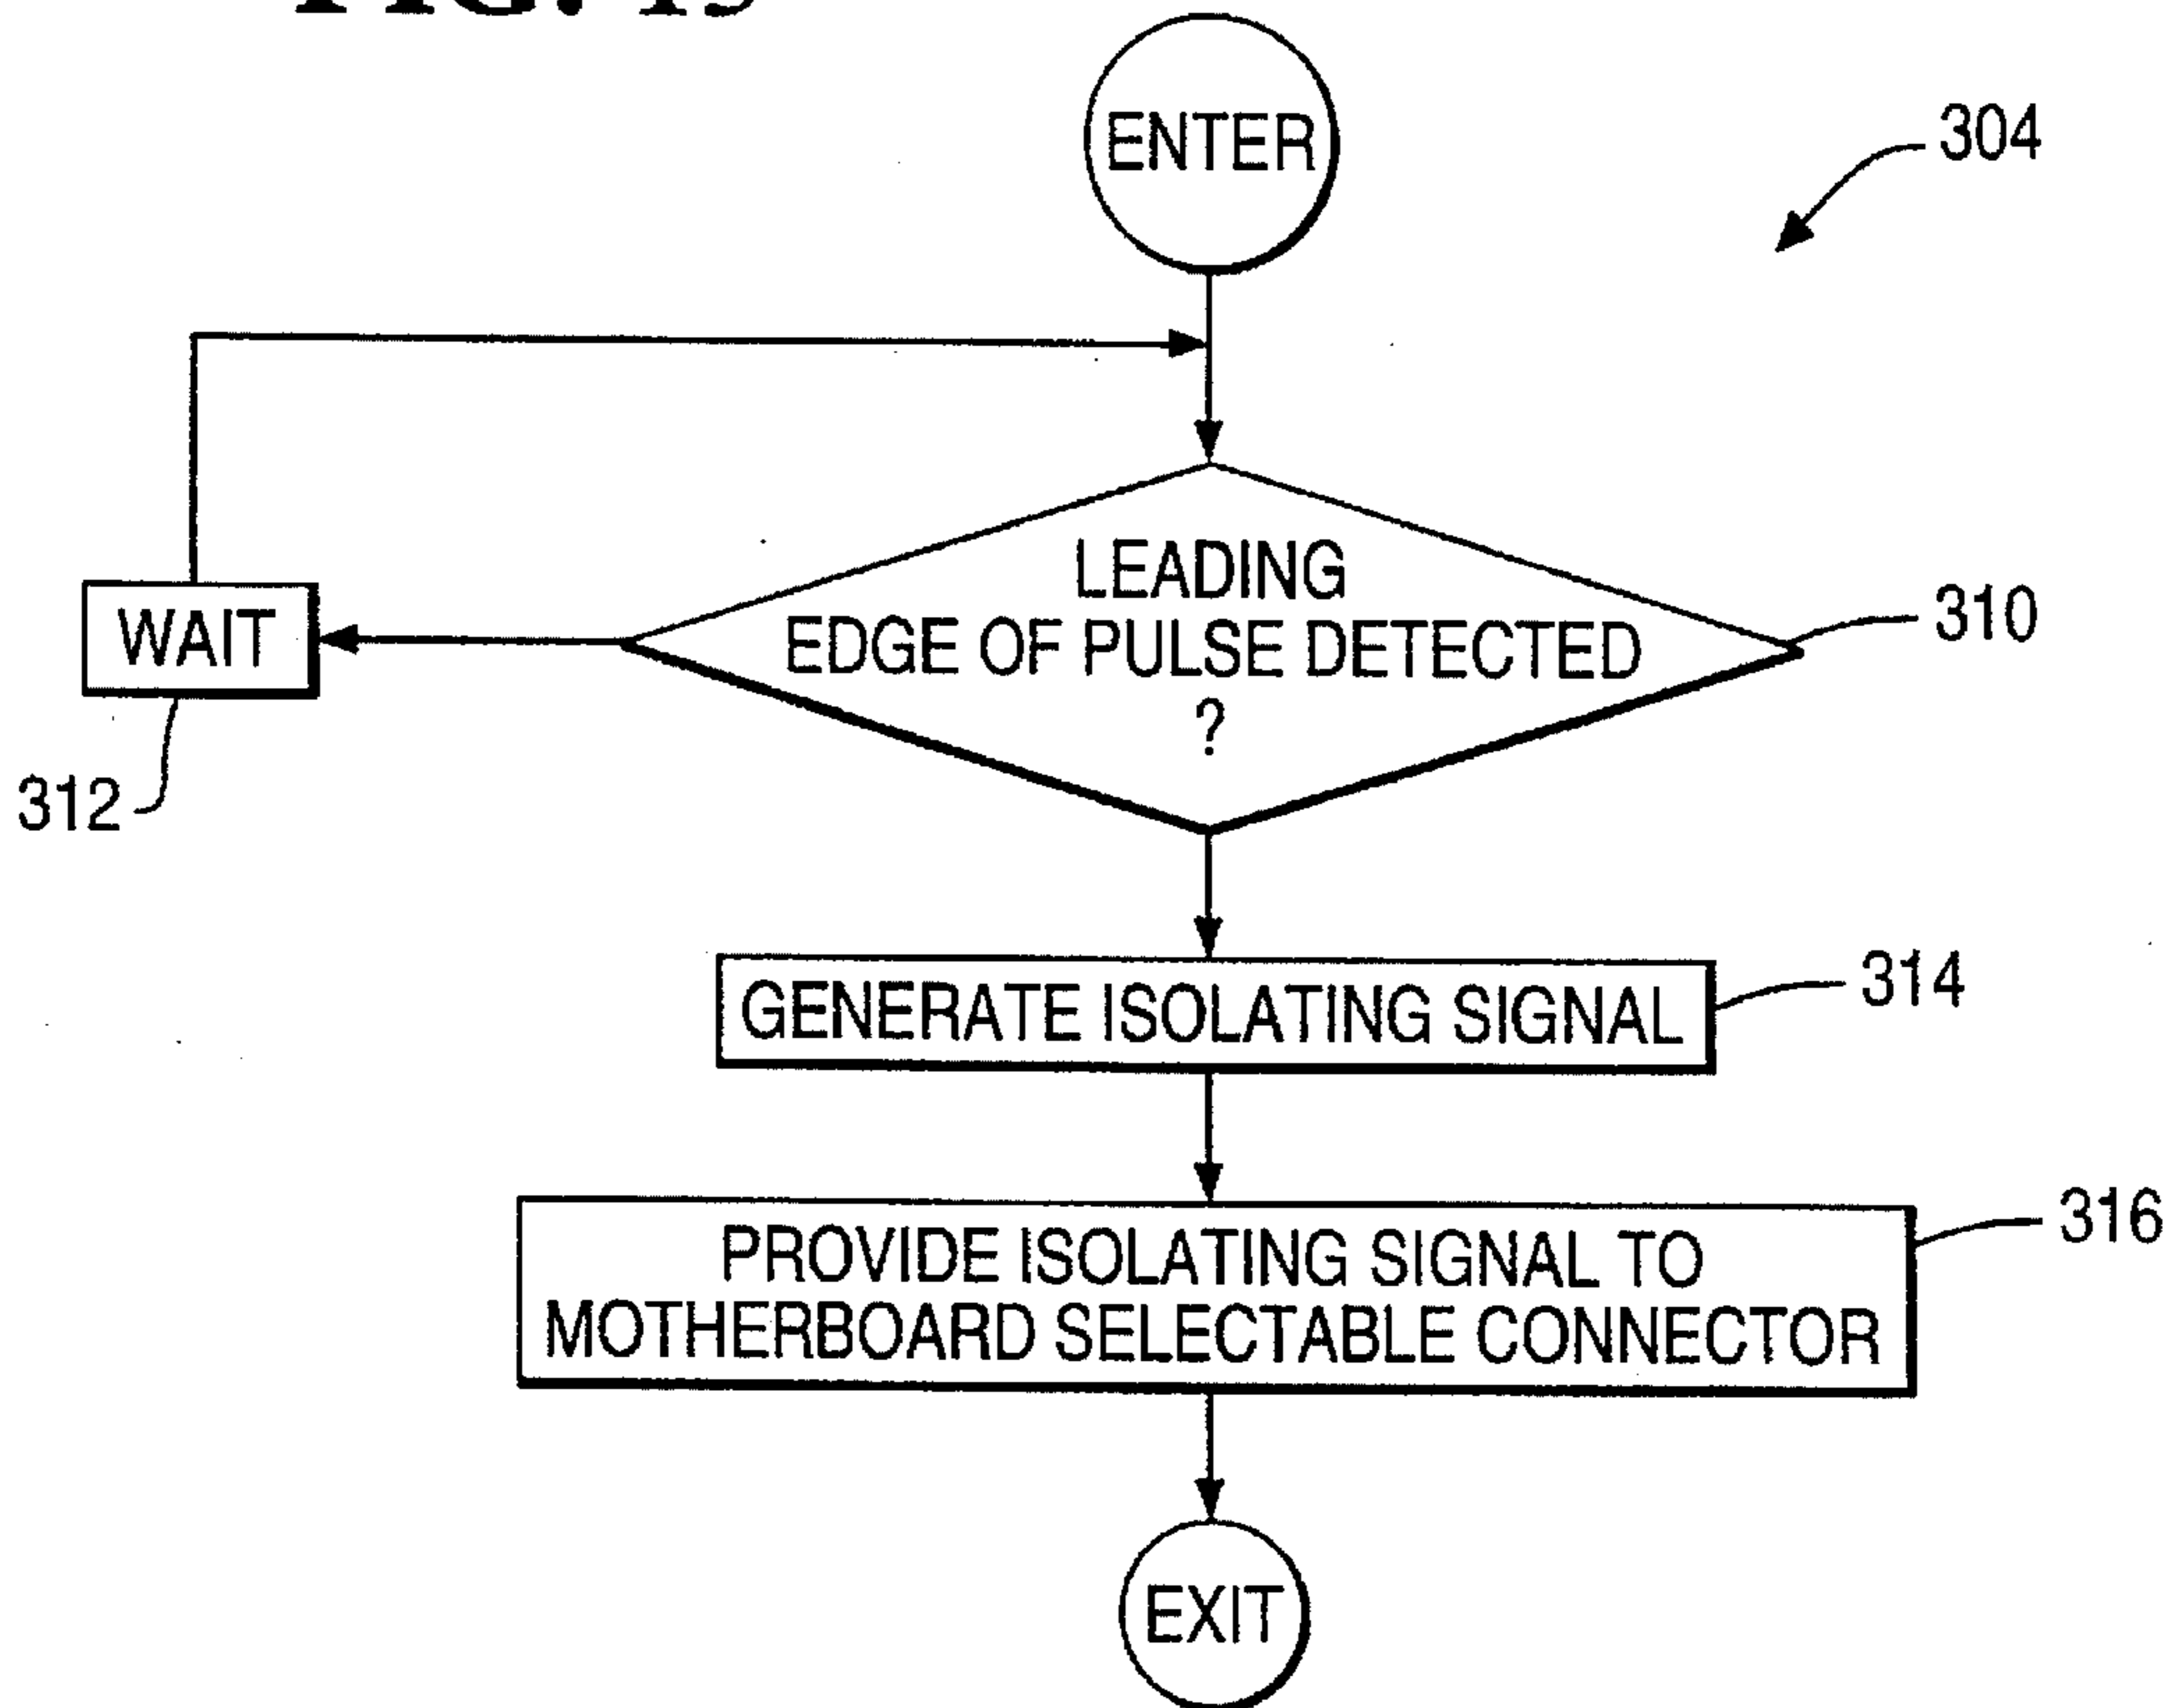 ENTER
304
LEADING
EDGE OF PULSE DETECTED
?
310
WAIT
312
GENERATE ISOLATING SIGNAL
314
PROVIDE ISOLATING SIGNAL TO
MOTHERBOARD SELECTABLE CONNECTOR
316
EXIT